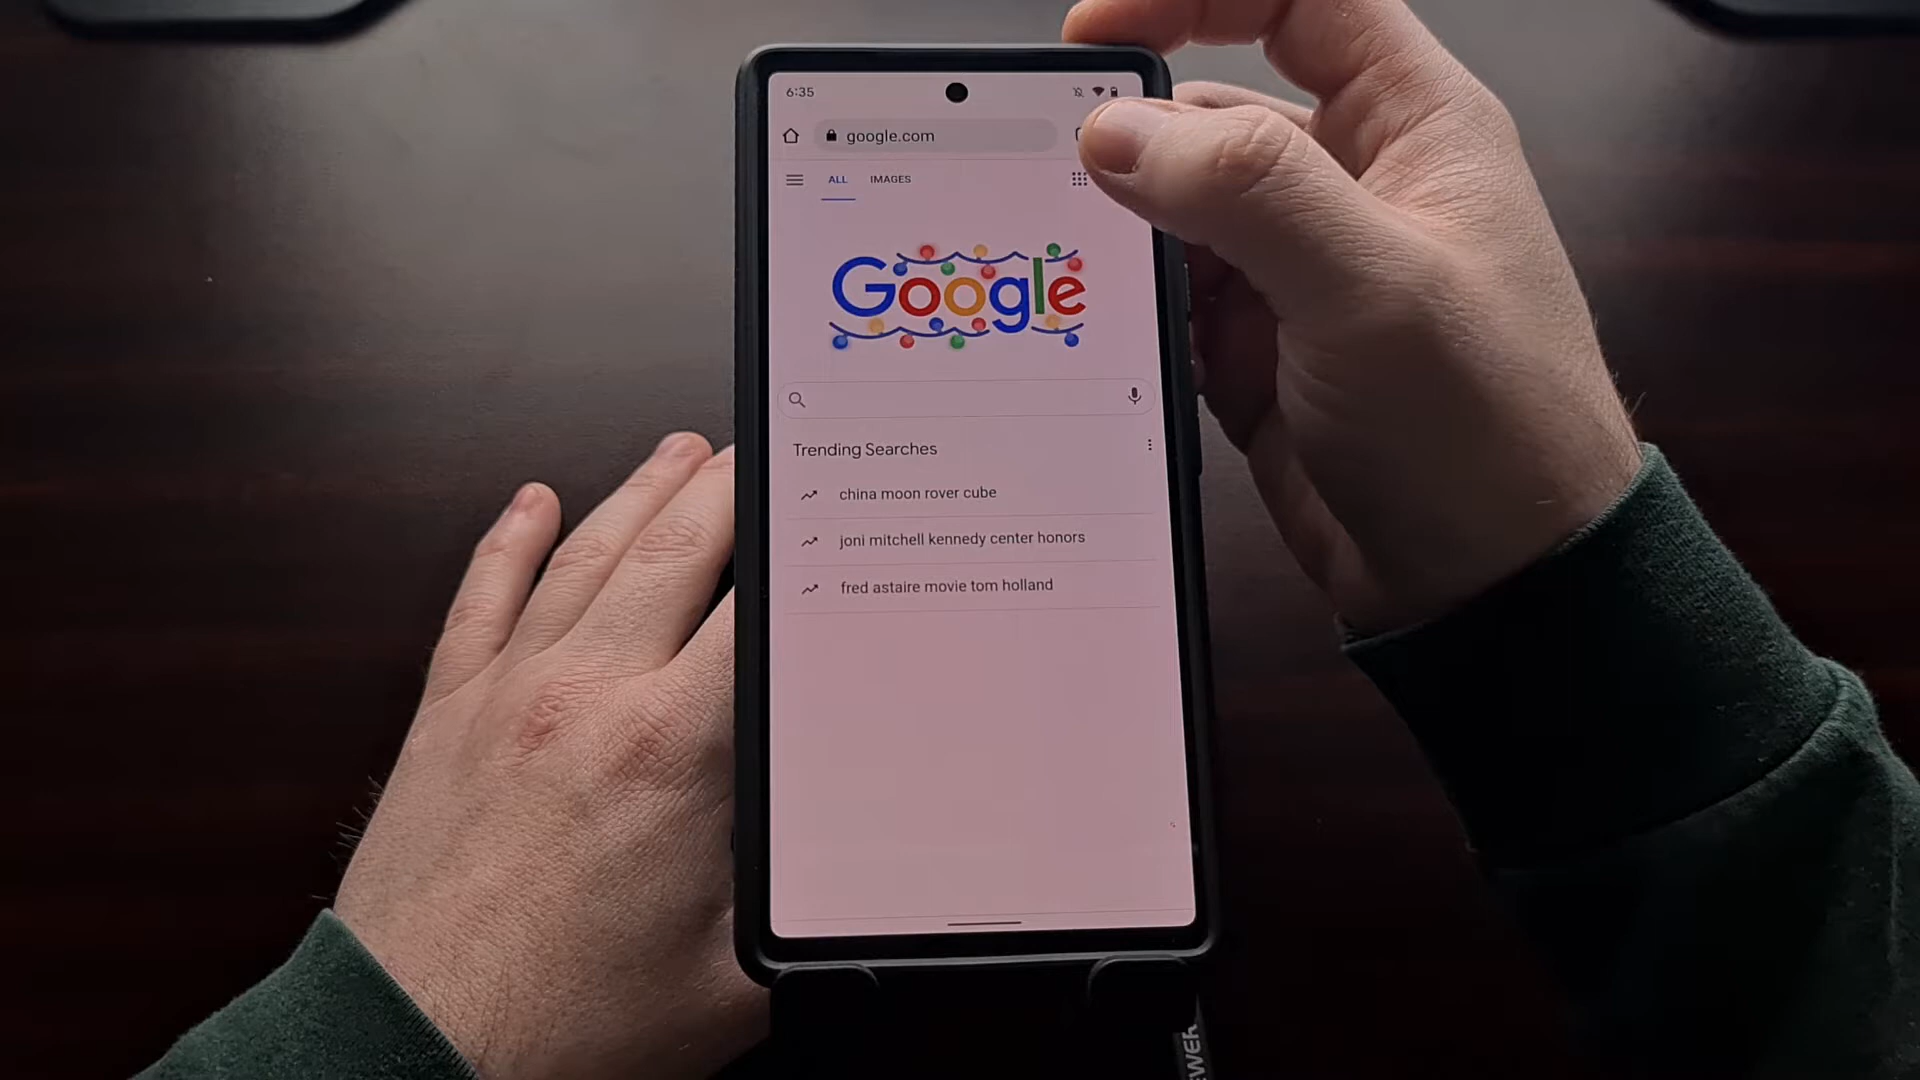 6:35
google.com
ALL IMAGES
Google
Trending Searches
china moon rover cube
joni mitchell kennedy center honors
fred astaire movie tom holland